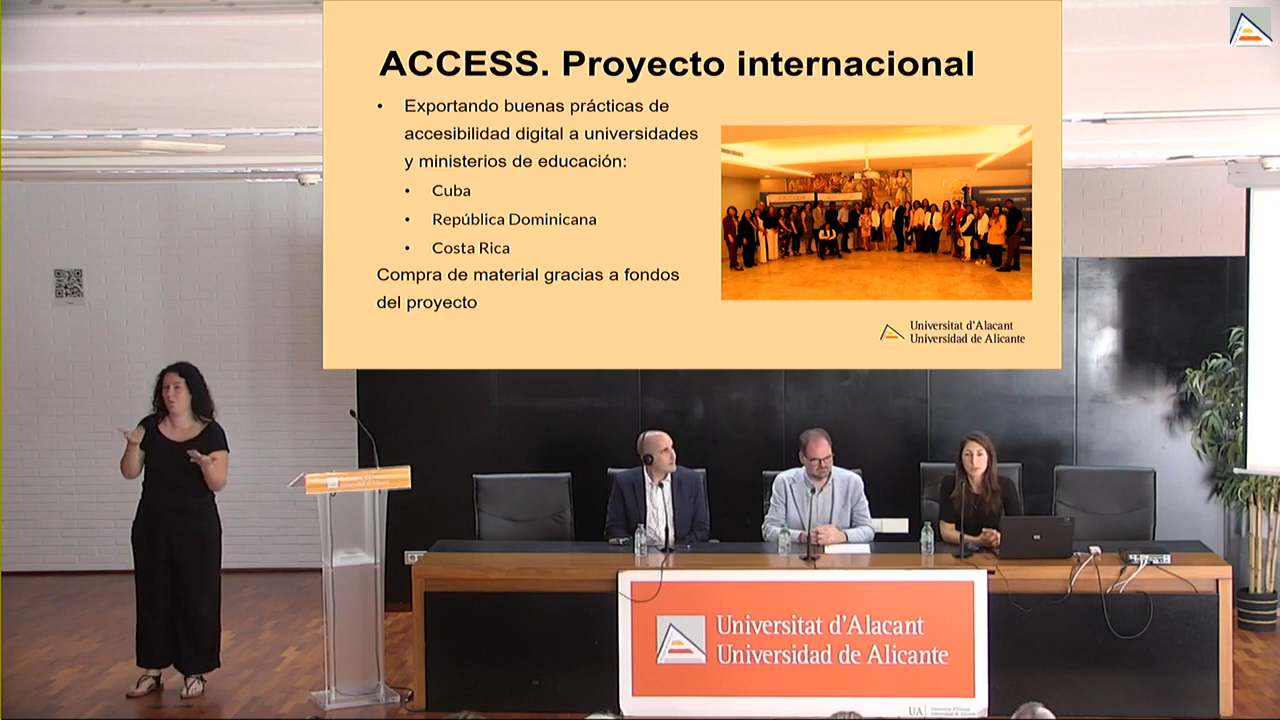 ACCESS. Proyecto internacional
• Exportando buenas prácticas de
accesibilidad digital a universidades
y ministerios de educación:
• Cuba
• República Dominicana
• Costa Rica
Compra de material gracias a fondos
del proyecto
Universitat d'Alacant
Universidad de Alicante
Universitat d'Alacant
Universidad de Alicante
UA